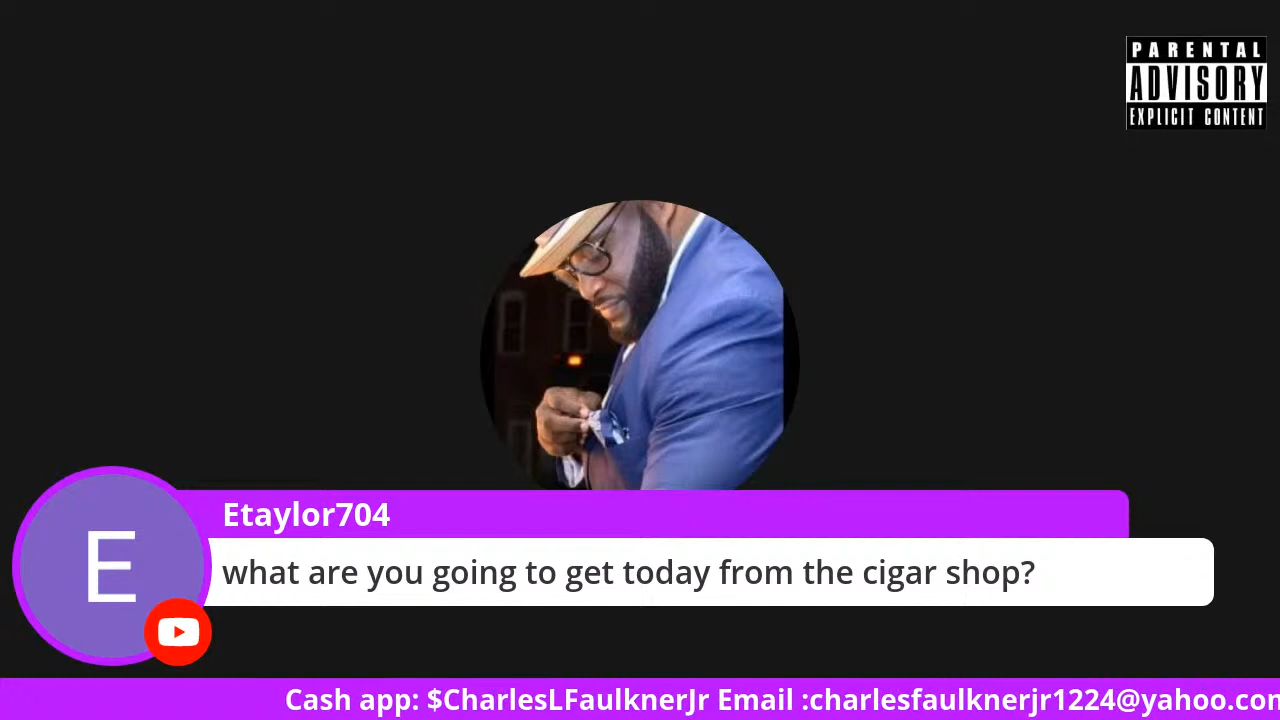 PARENTAL
ADVISORY
EXPLICIT CONTENT
E
Etaylor704
what are you going to get today from the cigar shop?
Cash app: $CharlesLFaulknerJr Email :charlesfaulknerjr1224@yahoo.com